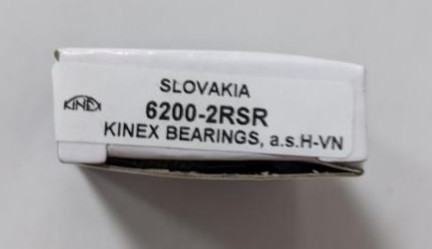 SLOVAKIA
KINEX 6200-2RSR
KINEX BEARINGS, a.s.H-VN